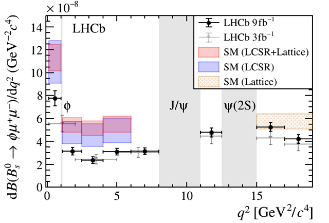 ×10⁻⁸
LHCb
LHCb 9fb⁻¹
LHCb 3fb⁻¹
SM (LCSR+Lattice)
SM (LCSR)
SM (Lattice)
ϕ
J/ψ
ψ(2S)
dB(B⁰ₛ → ϕμ⁺μ⁻)/dq² (GeV⁻²c⁴)
14
12
10
8
6
4
2
0
0 5 10 15
q² [GeV²/c⁴]